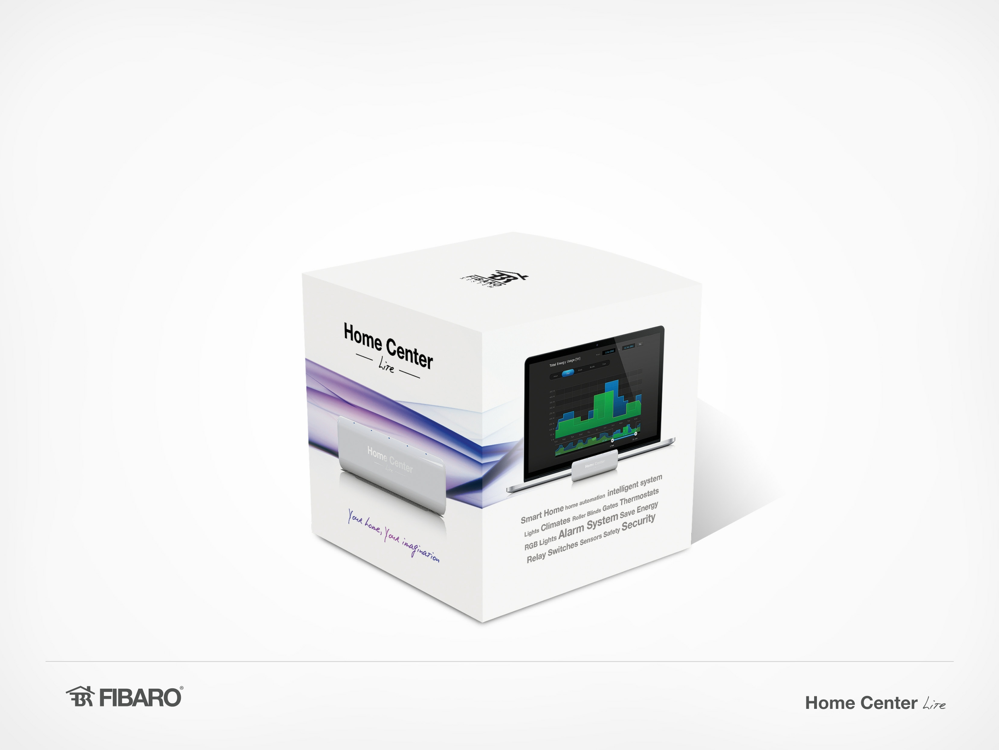 FIBARO
SYSTEM
Home Center
Lite
Home Center
Lite
Your home, Your imagination
Total Energy Usage [W]
Home Center
Smart Home home automation intelligent system
Lights Climates Roller Blinds Gates Thermostats
RGB Lights Alarm System Save Energy
Relay Switches Sensors Safety Security
FIBARO®
Home Center Lite